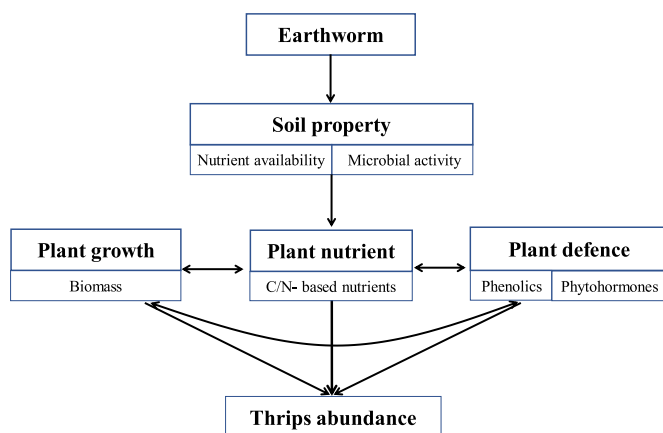 Earthworm
Soil property
Nutrient availability Microbial activity
Plant growth Plant nutrient Plant defence
Biomass C/N- based nutrients Phenolics Phytohormones
Thrips abundance